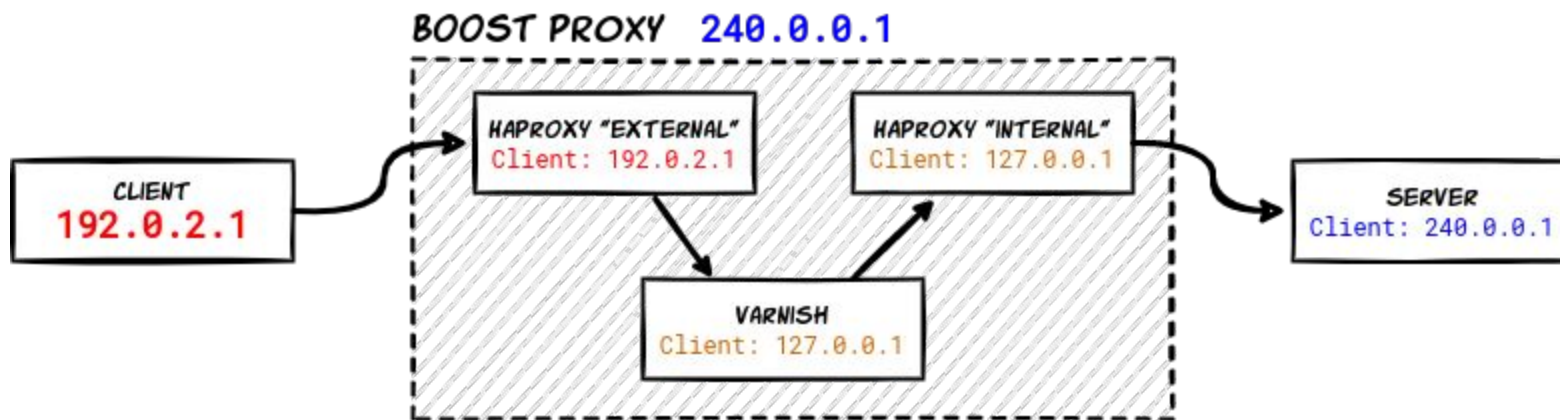 BOOST PROXY 240.0.0.1
HAPROXY "EXTERNAL"
Client: 192.0.2.1
HAPROXY "INTERNAL"
Client: 127.0.0.1
CLIENT
192.0.2.1
SERVER
Client: 240.0.0.1
VARNISH
Client: 127.0.0.1